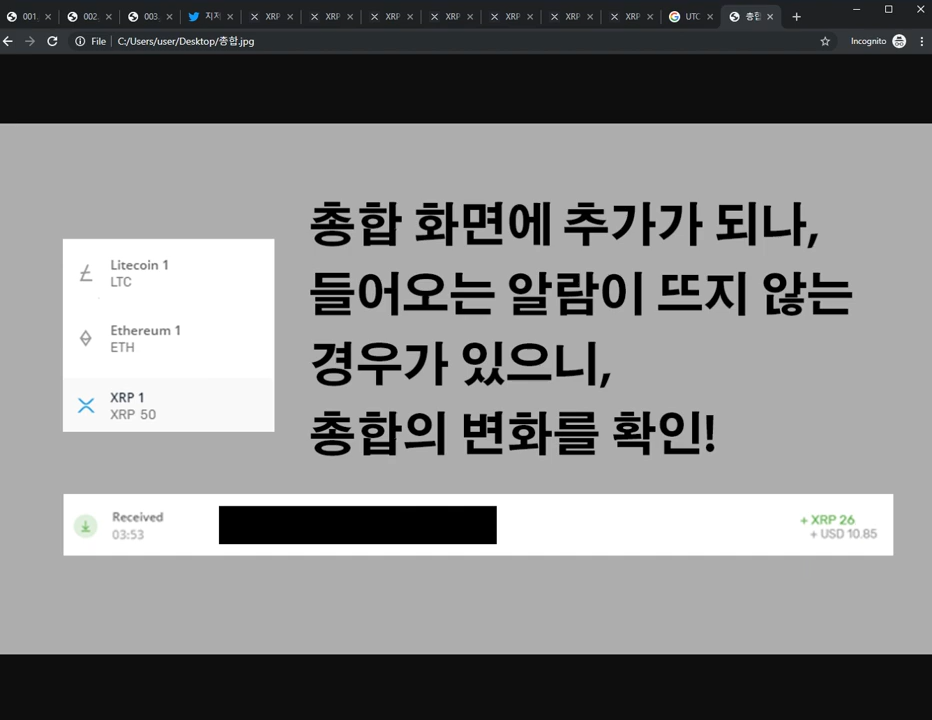 001.
002.
003.
지저
XRP
XRP
XRP
XRP
XRP
XRP
XRP
UTC
종합
File
C:/Users/user/Desktop/종합.jpg
Incognito
Litecoin 1
LTC
Ethereum 1
ETH
XRP 1
XRP 50
총합 화면에 추가가 되나,
들어오는 알람이 뜨지 않는
경우가 있으니,
총합의 변화를 확인!
Received
03:53
+ XRP 26
+ USD 10.85